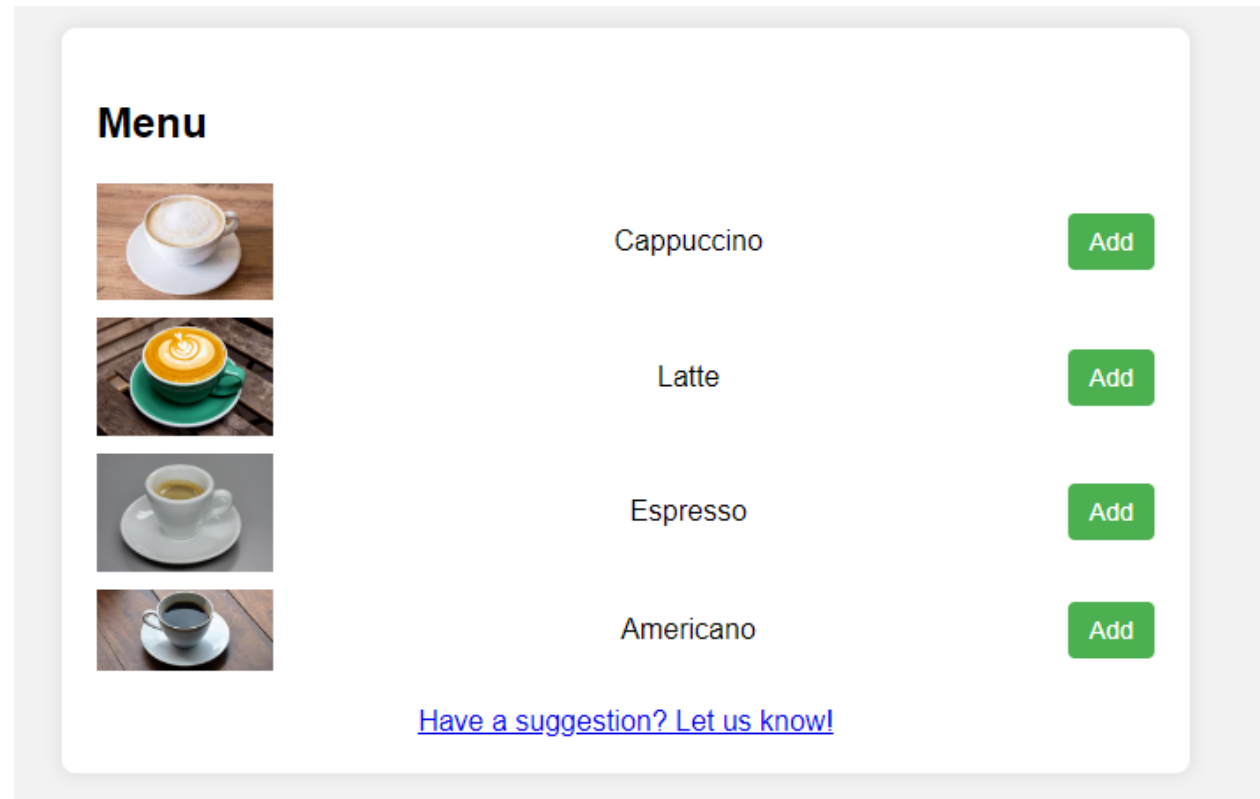 Menu
Cappuccino Add
Latte Add
Espresso Add
Americano Add
Have a suggestion? Let us know!